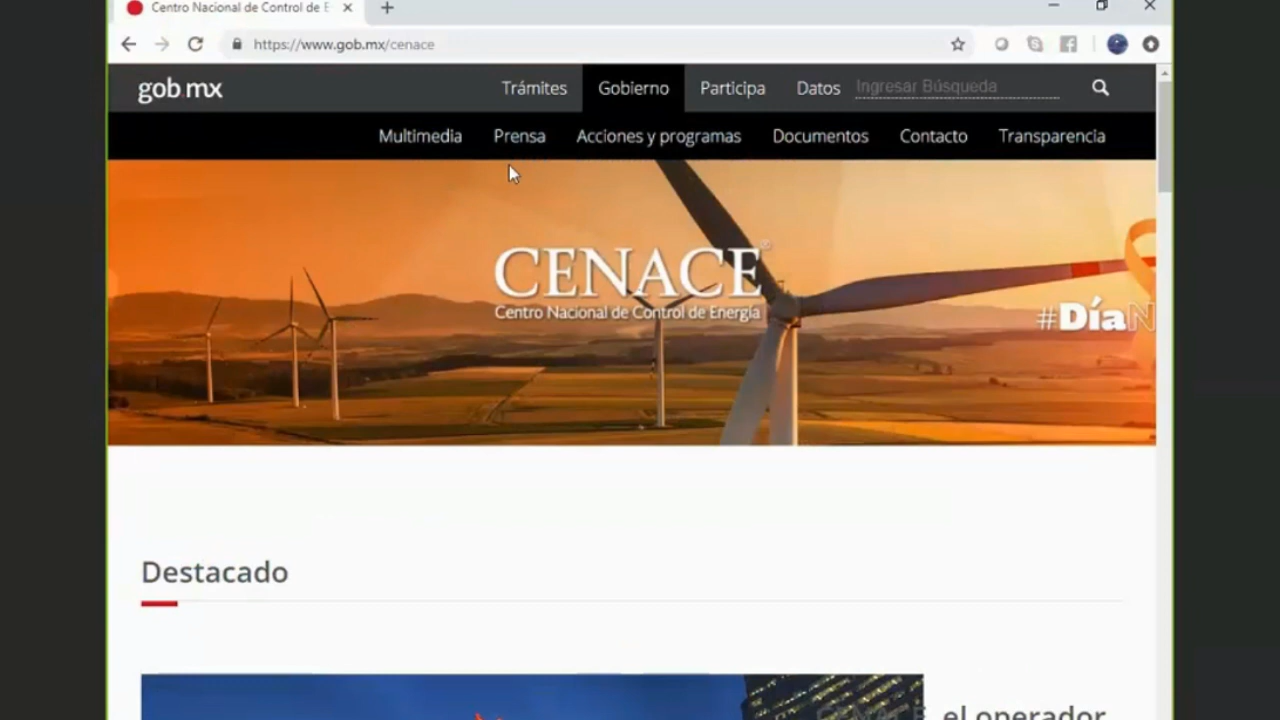 Centro Nacional de Control de E
https://www.gob.mx/cenace
gob.mx Trámites Gobierno Participa Datos Ingresar Búsqueda
Multimedia Prensa Acciones y programas Documentos Contacto Transparencia
CENACE®
Centro Nacional de Control de Energía
#DíaN
Destacado
el operador